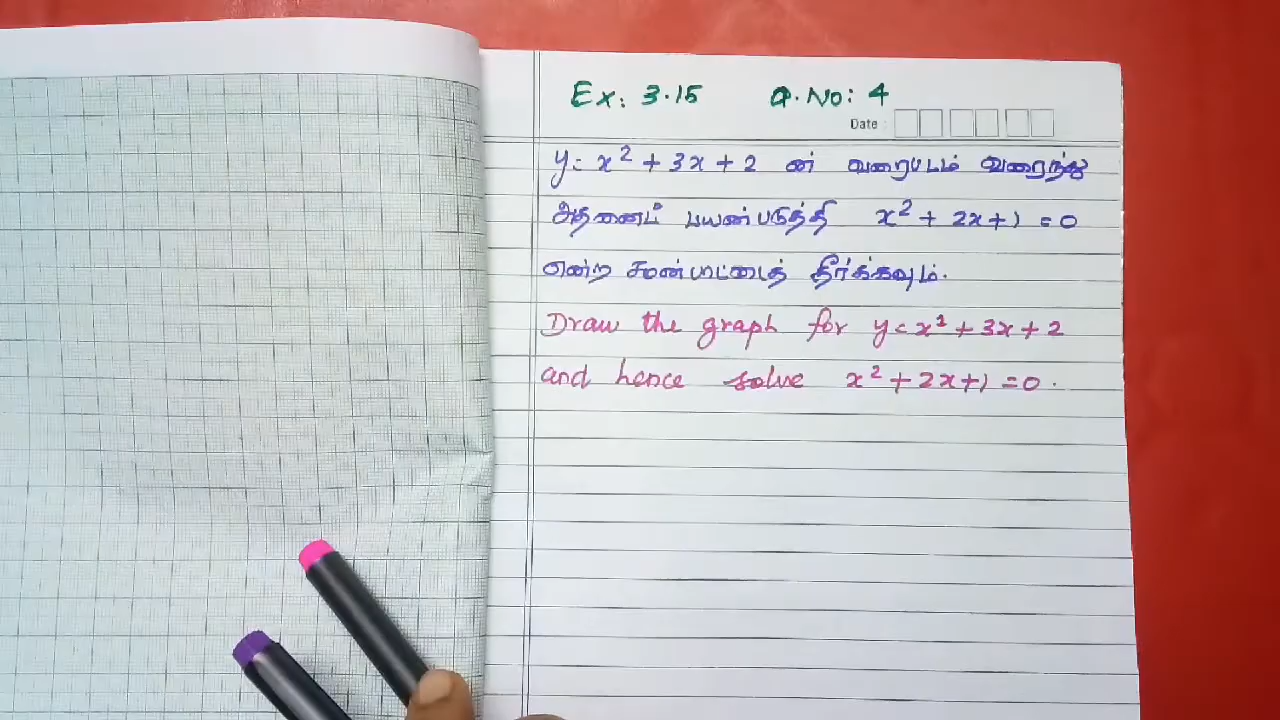 Ex: 3.15 Q.No: 4
Date :
y = x² + 3x + 2 ன் வரைபடம் வரைந்து
அதனைப் பயன்படுத்தி x² + 2x + 1 = 0
என்ற சமன்பாட்டைத் தீர்க்கவும்.
Draw the graph for y = x² + 3x + 2
and hence solve x² + 2x + 1 = 0.